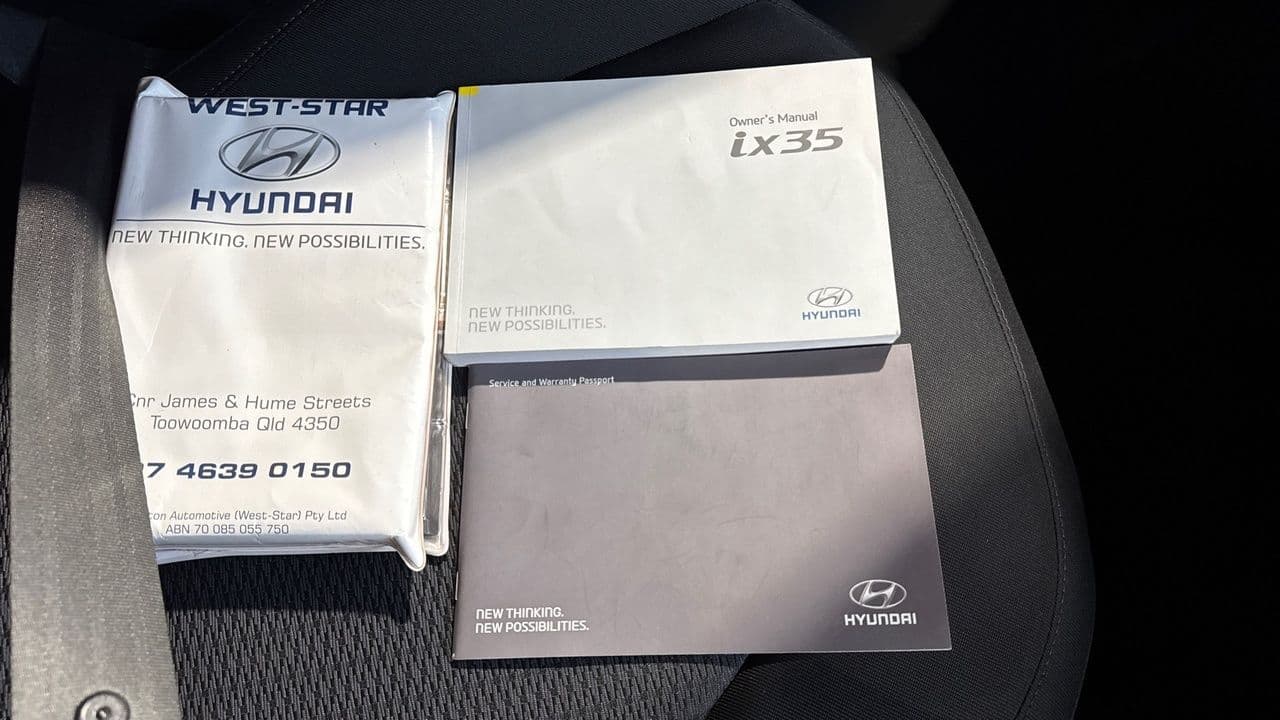 WEST-STAR
HYUNDAI
NEW THINKING. NEW POSSIBILITIES.
James & Hume Streets
Toowoomba Qld 4350
7 4639 0150
Automotive (West-Star) Pty Ltd
ABN 70 085 055 750
Owner's Manual
ix35
NEW THINKING.
NEW POSSIBILITIES.
HYUNDAI
Service and Warranty Passport
NEW THINKING.
NEW POSSIBILITIES.
HYUNDAI